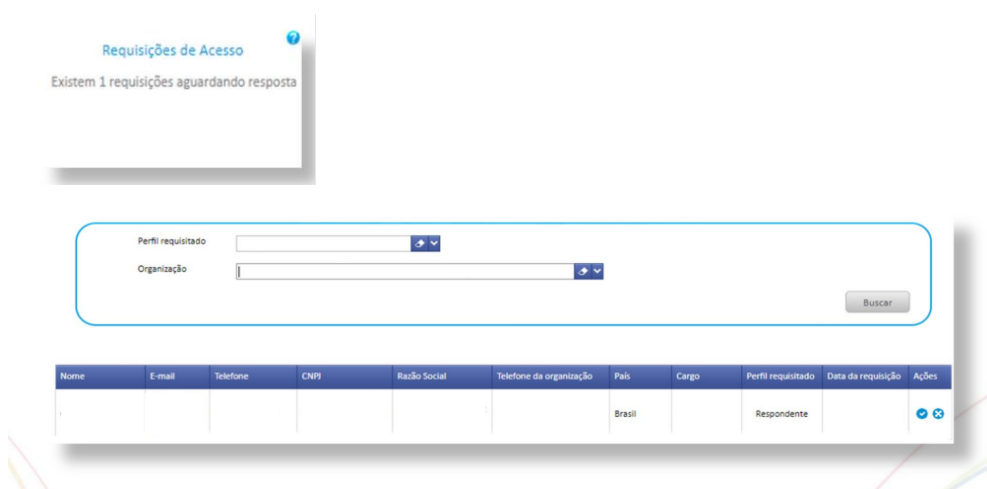 Requisições de Acesso
Existem 1 requisições aguardando resposta
Perfil requisitado
Organização
Buscar
Nome E-mail Telefone CNPJ Razão Social Telefone da organização País Cargo Perfil requisitado Data da requisição Ações
Brasil Respondente